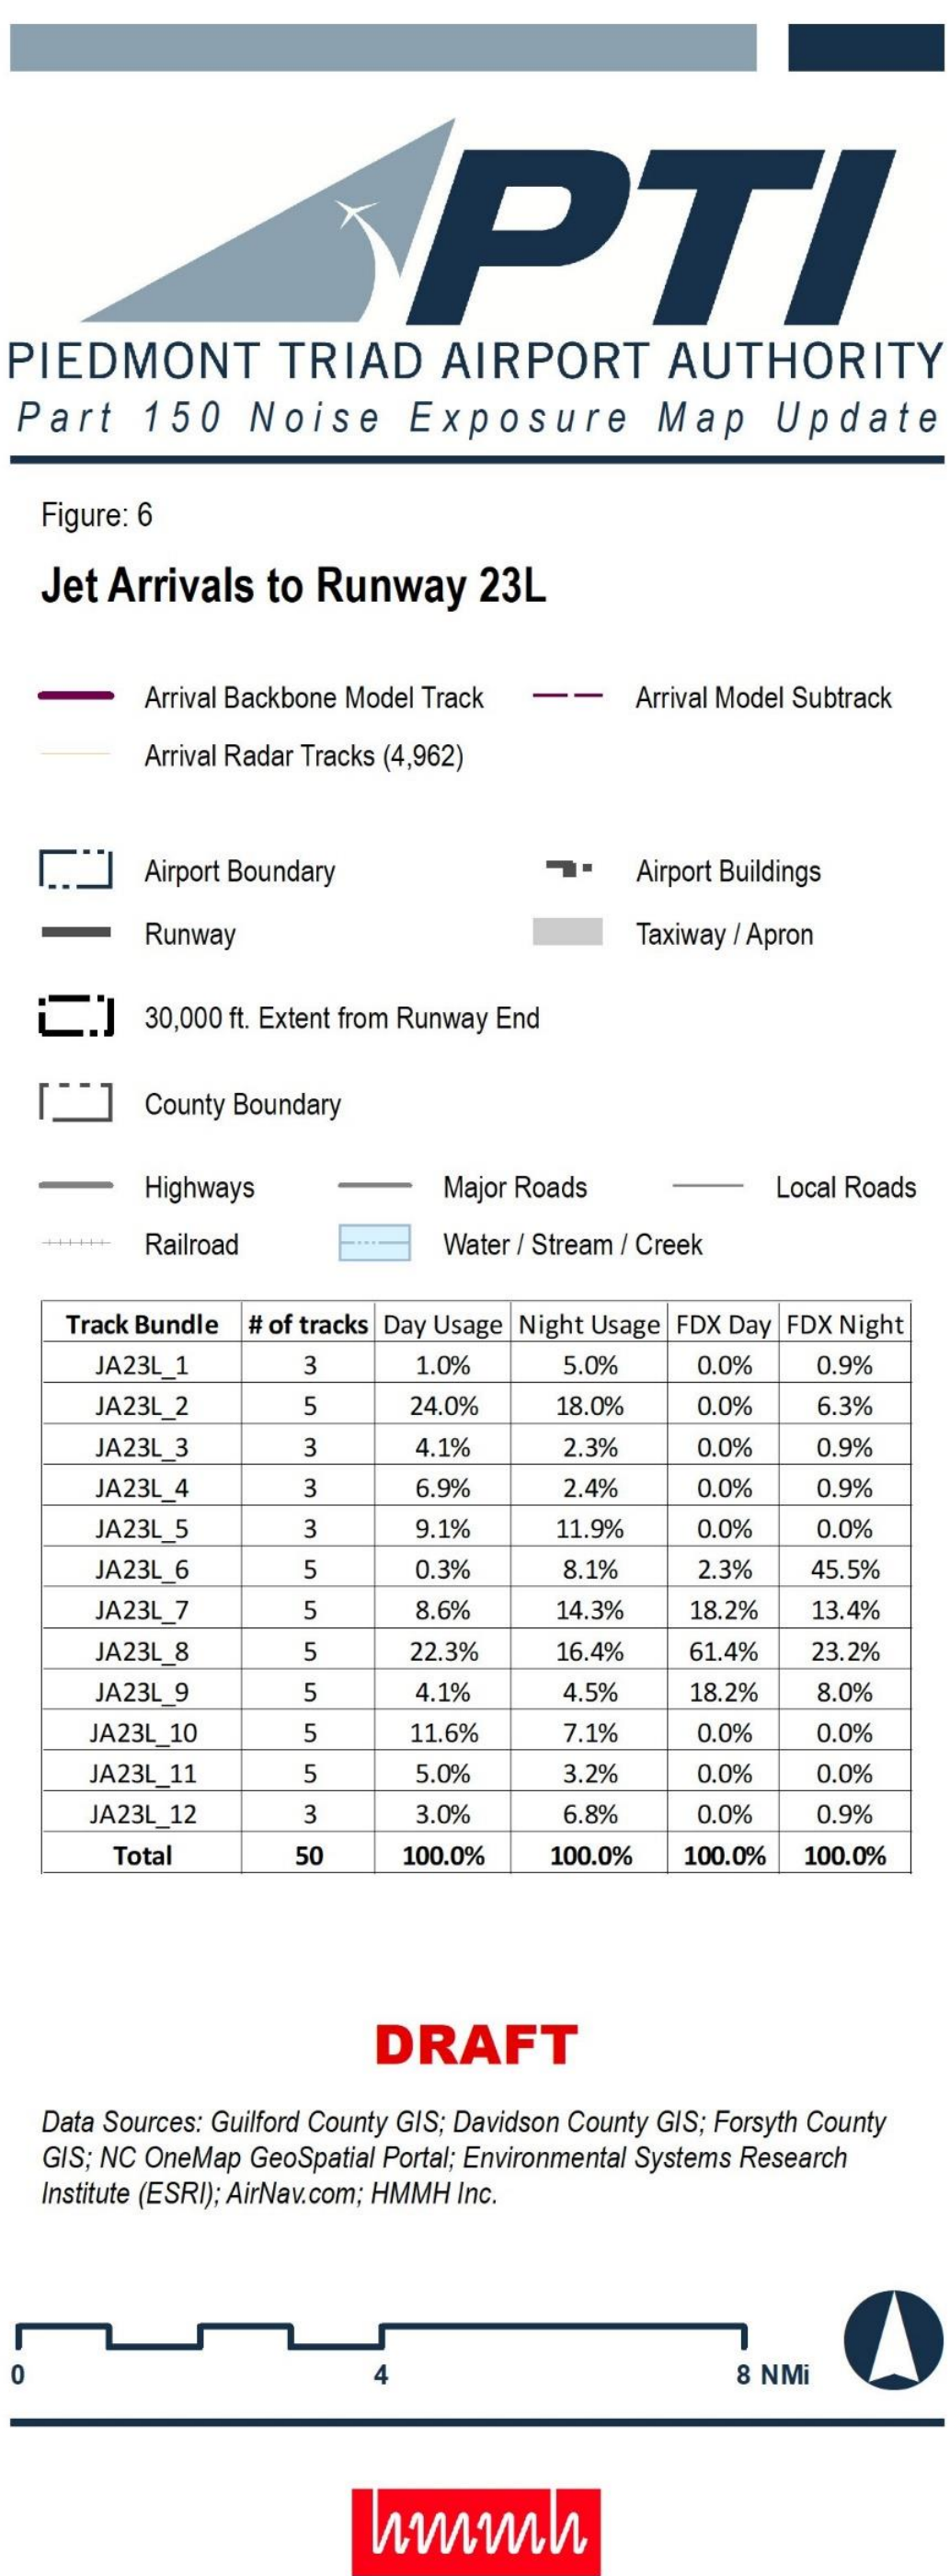 PTI
PIEDMONT TRIAD AIRPORT AUTHORITY
Part 150 Noise Exposure Map Update
Figure: 6
Jet Arrivals to Runway 23L
Arrival Backbone Model Track Arrival Model Subtrack
Arrival Radar Tracks (4,962)
Airport Boundary Airport Buildings
Runway Taxiway / Apron
30,000 ft. Extent from Runway End
County Boundary
Highways Major Roads Local Roads
Railroad Water / Stream / Creek
Track Bundle # of tracks Day Usage Night Usage FDX Day FDX Night
JA23L_1 3 1.0% 5.0% 0.0% 0.9%
JA23L_2 5 24.0% 18.0% 0.0% 6.3%
JA23L_3 3 4.1% 2.3% 0.0% 0.9%
JA23L_4 3 6.9% 2.4% 0.0% 0.9%
JA23L_5 3 9.1% 11.9% 0.0% 0.0%
JA23L_6 5 0.3% 8.1% 2.3% 45.5%
JA23L_7 5 8.6% 14.3% 18.2% 13.4%
JA23L_8 5 22.3% 16.4% 61.4% 23.2%
JA23L_9 5 4.1% 4.5% 18.2% 8.0%
JA23L_10 5 11.6% 7.1% 0.0% 0.0%
JA23L_11 5 5.0% 3.2% 0.0% 0.0%
JA23L_12 3 3.0% 6.8% 0.0% 0.9%
Total 50 100.0% 100.0% 100.0% 100.0%
DRAFT
Data Sources: Guilford County GIS; Davidson County GIS; Forsyth County
GIS; NC OneMap GeoSpatial Portal; Environmental Systems Research
Institute (ESRI); AirNav.com; HMMH Inc.
0 4 8 NMi
hmmh